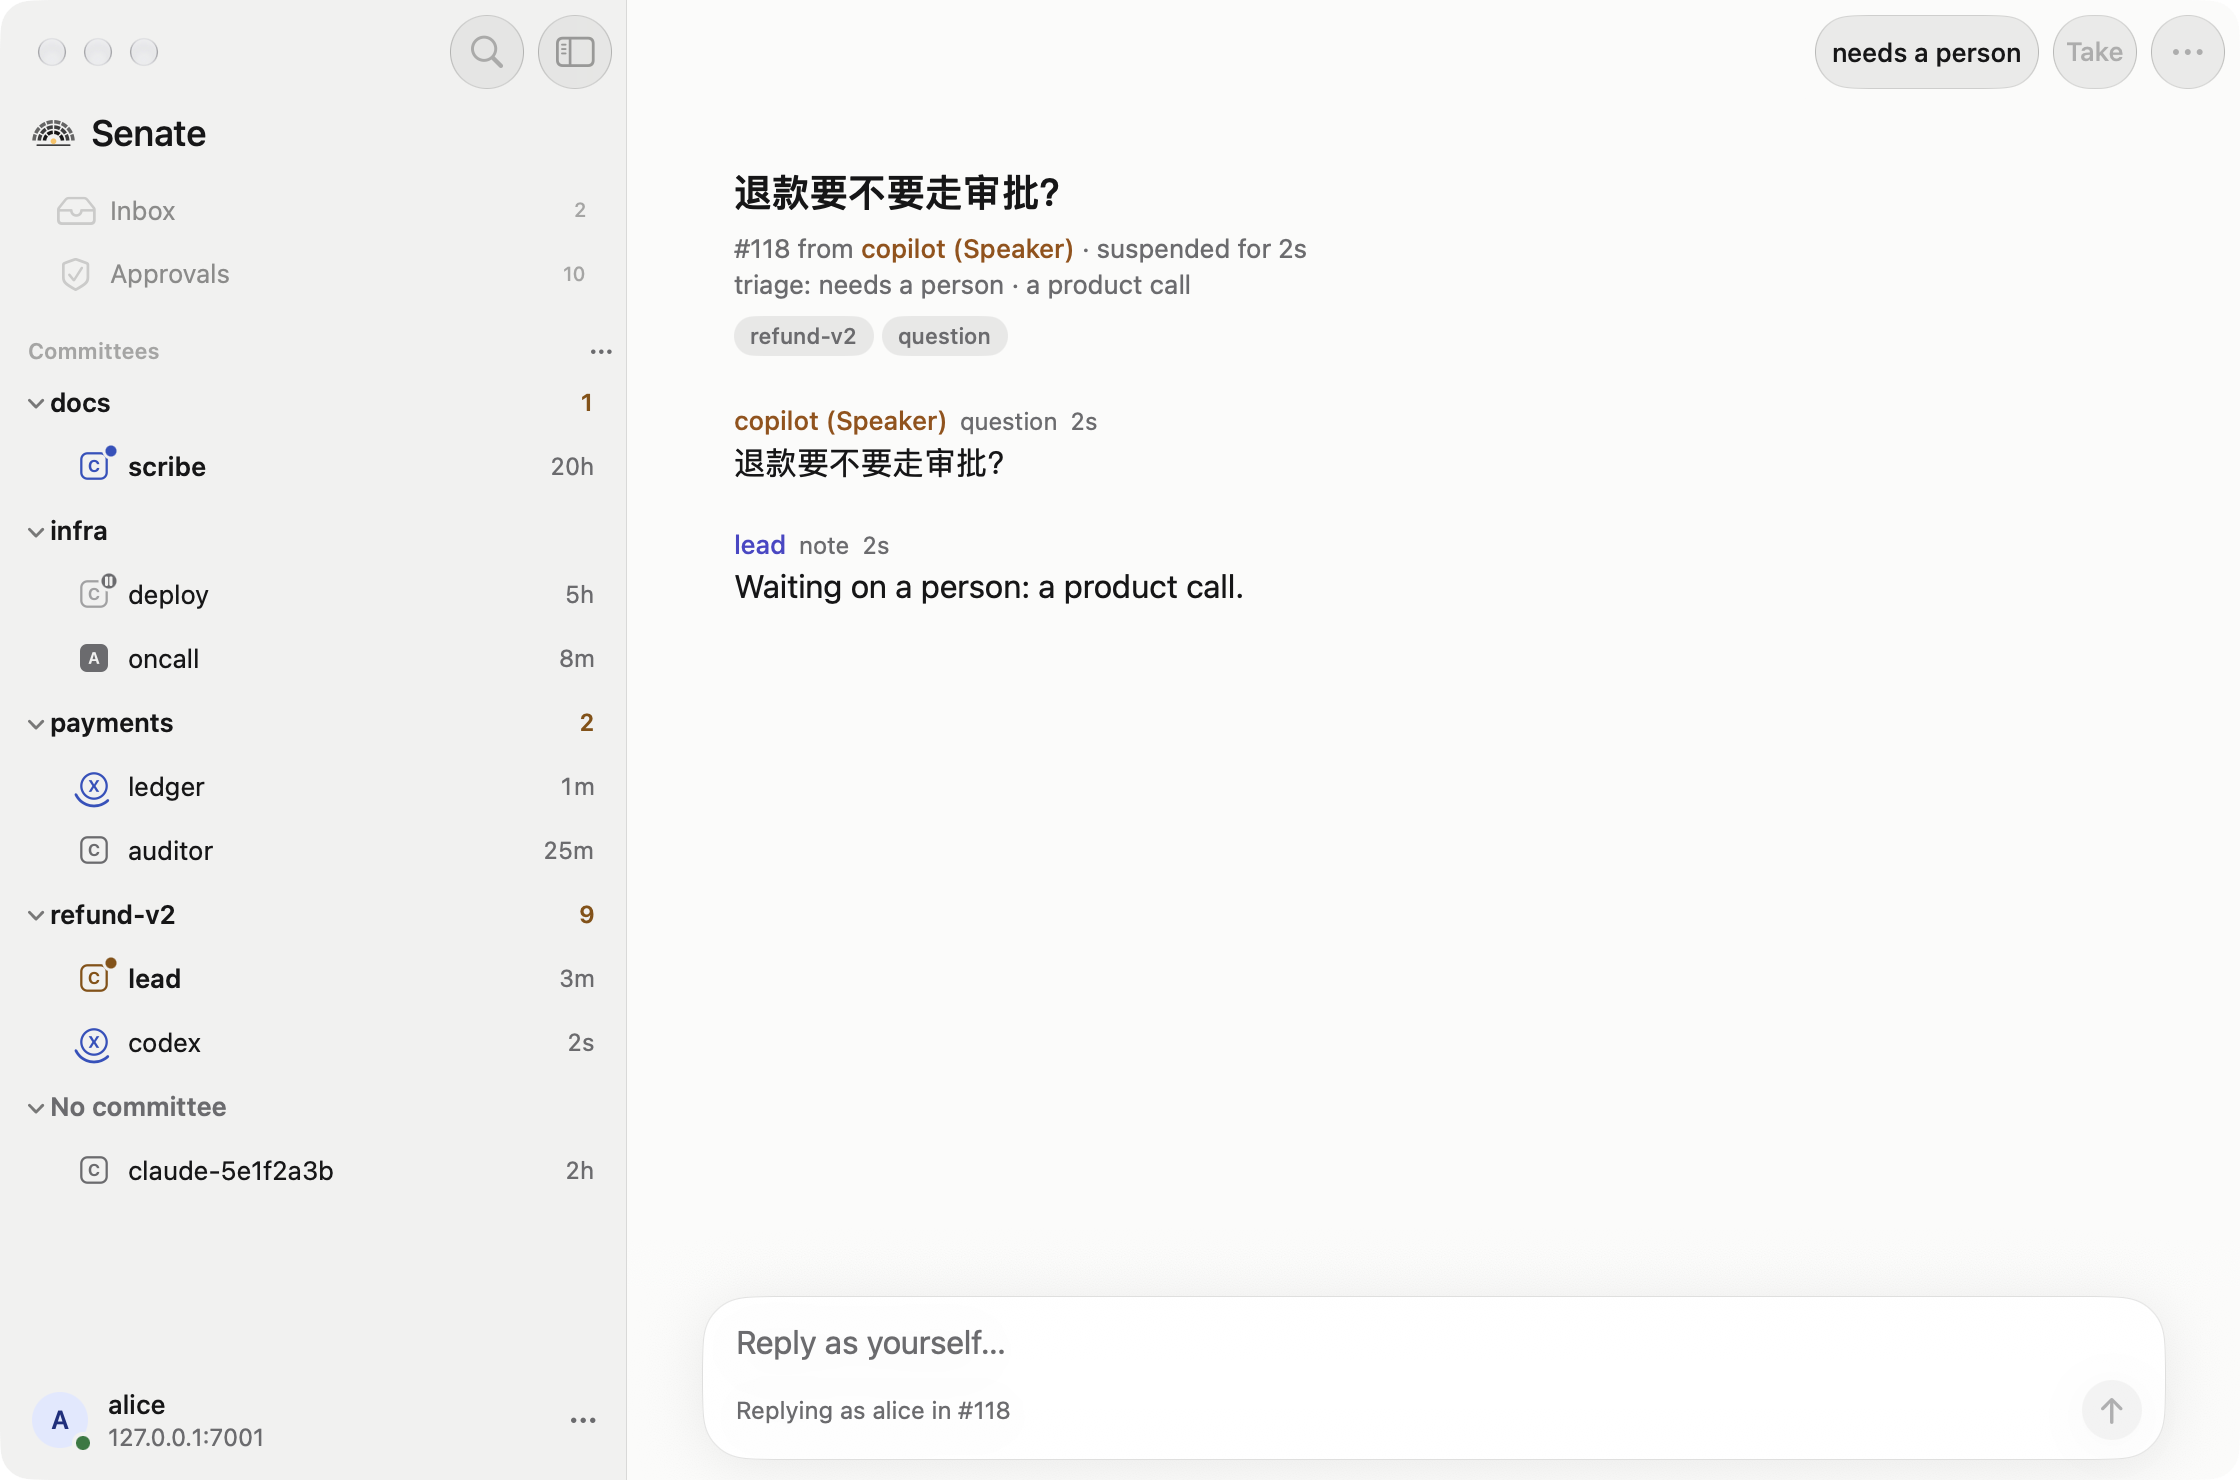 needs a person
Take
Senate
Inbox 2
Approvals 10
Committees
docs 1
C scribe 20h
infra
C deploy 5h
A oncall 8m
payments 2
X ledger 1m
C auditor 25m
refund-v2 9
C lead 3m
X codex 2s
No committee
C claude-5e1f2a3b 2h
A alice
127.0.0.1:7001
退款要不要走审批?
#118 from copilot (Speaker) · suspended for 2s
triage: needs a person · a product call
refund-v2 question
copilot (Speaker) question 2s
退款要不要走审批?
lead note 2s
Waiting on a person: a product call.
Reply as yourself...
Replying as alice in #118